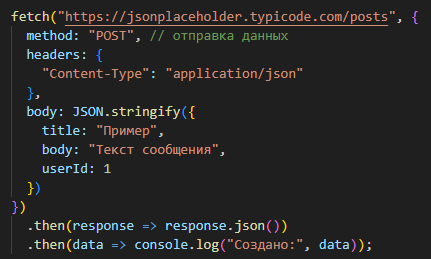 fetch("https://jsonplaceholder.typicode.com/posts", {
  method: "POST", // отправка данных
  headers: {
    "Content-Type": "application/json"
  },
  body: JSON.stringify({
    title: "Пример",
    body: "Текст сообщения",
    userId: 1
  })
})
  .then(response => response.json())
  .then(data => console.log("Создано:", data));